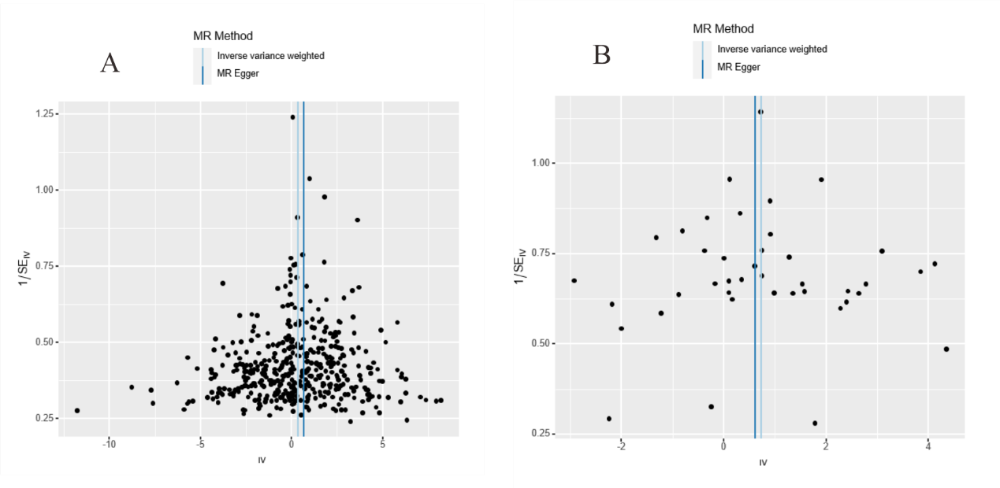 A
MR Method
Inverse variance weighted
MR Egger
1.25
1.00
0.75
0.50
0.25
1/SE_IV
-10
-5
0
5
IV
B
MR Method
Inverse variance weighted
MR Egger
1.00
0.75
0.50
0.25
1/SE_IV
-2
0
2
4
IV